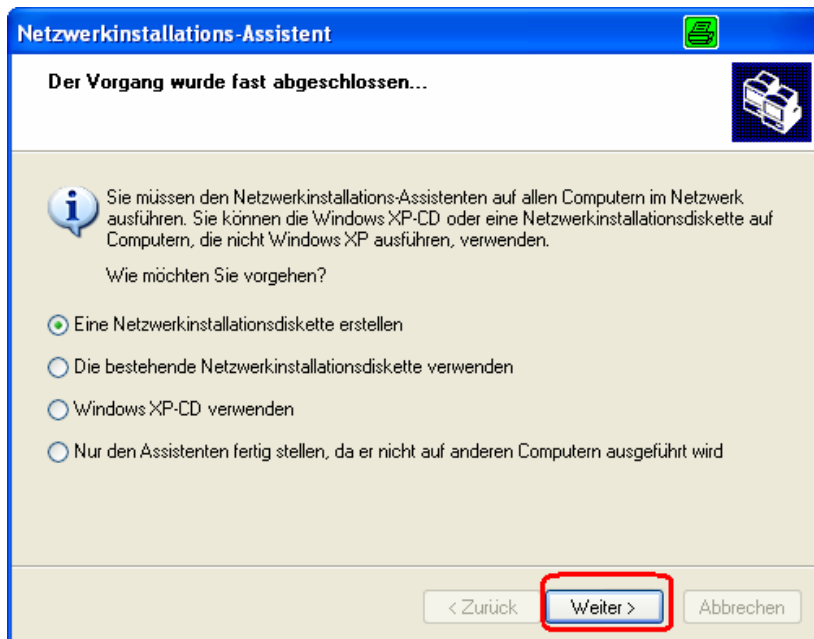 Netzwerkinstallations-Assistent
Der Vorgang wurde fast abgeschlossen...
Sie müssen den Netzwerkinstallations-Assistenten auf allen Computern im Netzwerk
ausführen. Sie können die Windows XP-CD oder eine Netzwerkinstallationsdiskette auf
Computern, die nicht Windows XP ausführen, verwenden.
Wie möchten Sie vorgehen?
Eine Netzwerkinstallationsdiskette erstellen
Die bestehende Netzwerkinstallationsdiskette verwenden
Windows XP-CD verwenden
Nur den Assistenten fertig stellen, da er nicht auf anderen Computern ausgeführt wird
< Zurück Weiter > Abbrechen